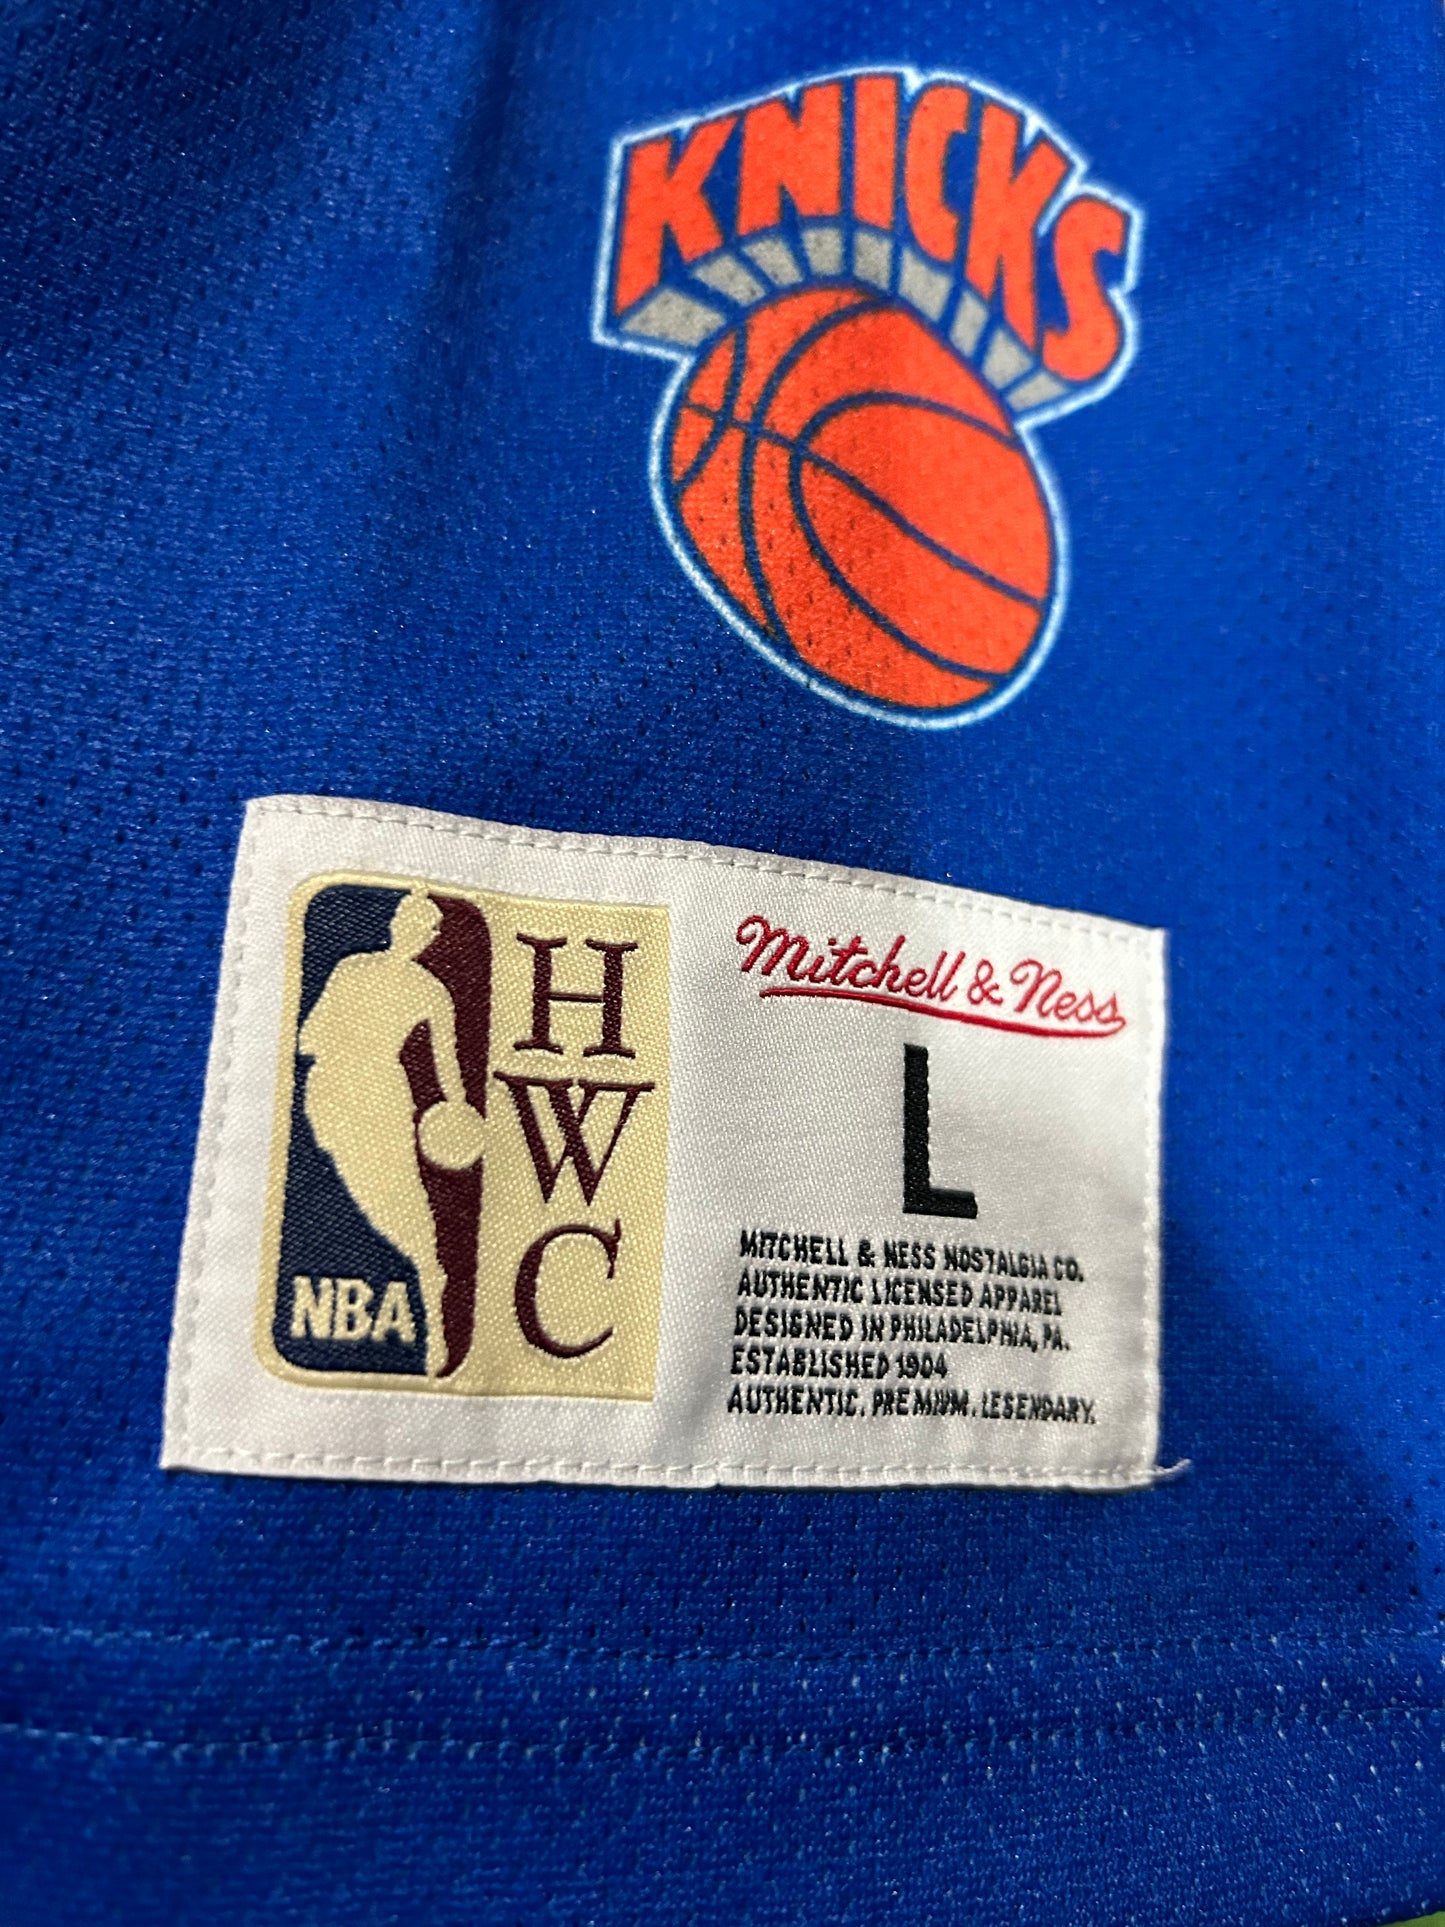 KNICKS
H
W
C
NBA
Mitchell & Ness
L
MITCHELL & NESS NOSTALGIA CO.
AUTHENTIC LICENSED APPAREL
DESIGNED IN PHILADELPHIA, PA.
ESTABLISHED 1904
AUTHENTIC. PREMIUM. LEGENDARY.